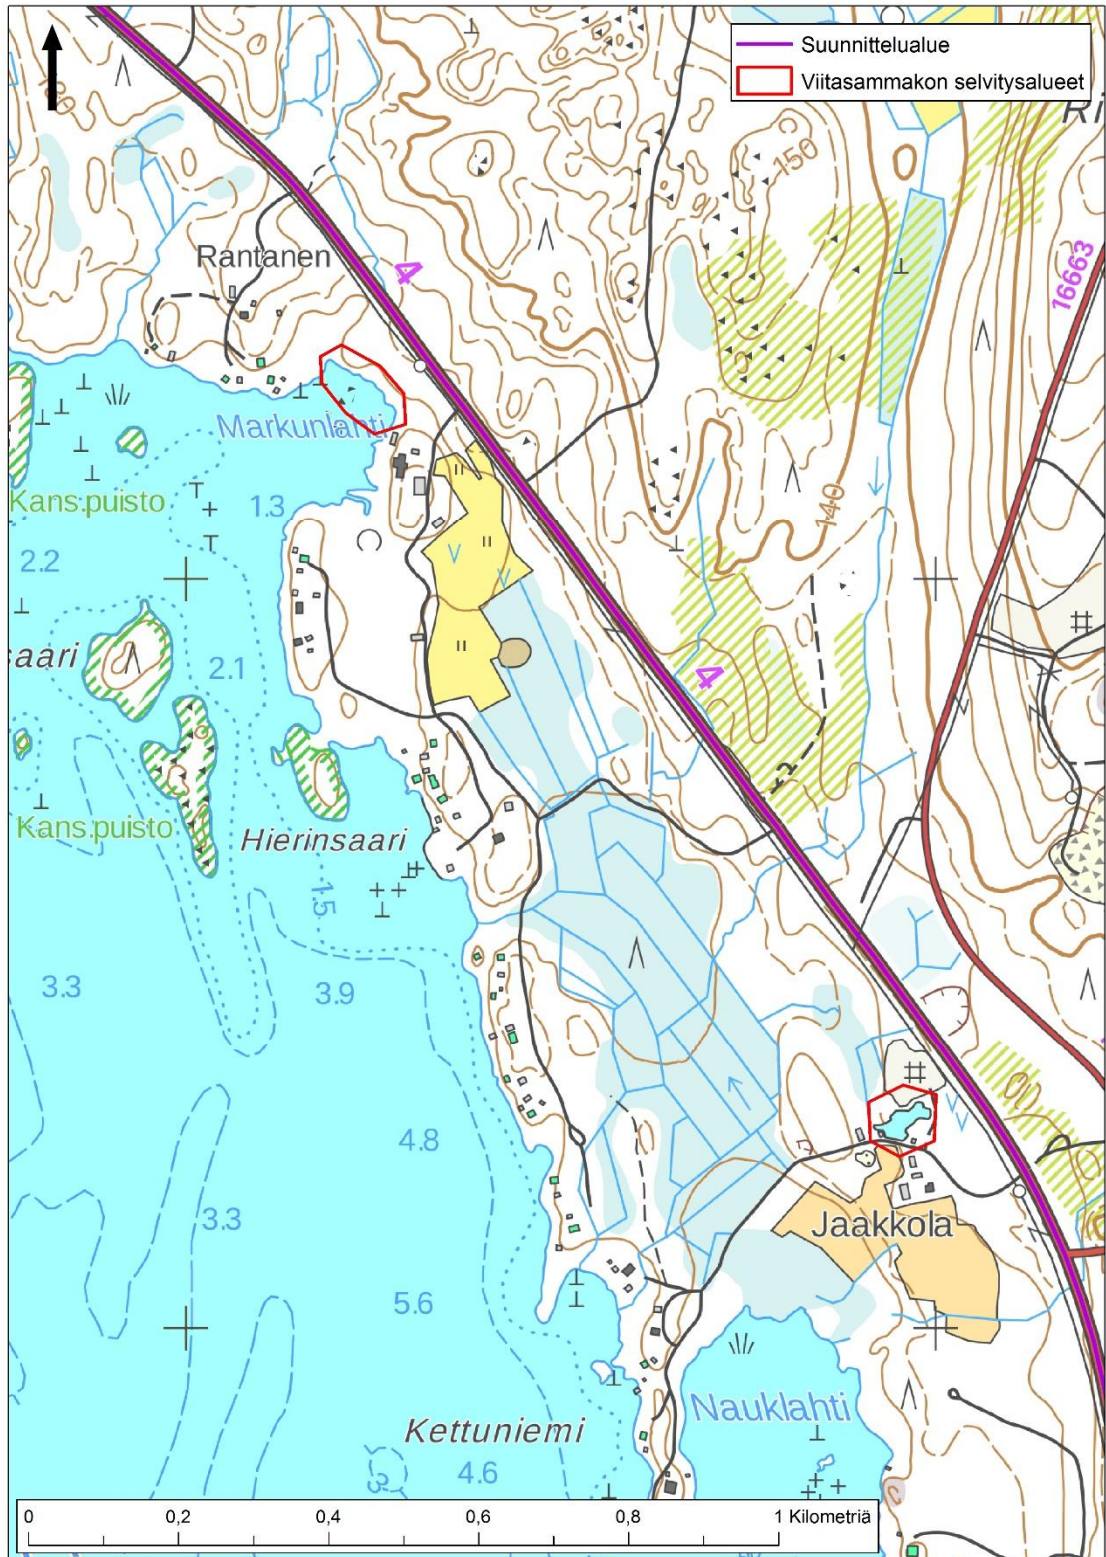 Suunnittelualue
Viitasammakon selvitysalueet
150
Rantanen
4
16663
Markunlahti
Kans.puisto
1.3
140
2.2
saari
2.1
4
Kans.puisto
Hierinsaari
1.5
3.3
3.9
4.8
3.3
Jaakkola
5.6
Nauklahti
Kettuniemi
4.6
0 0,2 0,4 0,6 0,8 1 Kilometriä